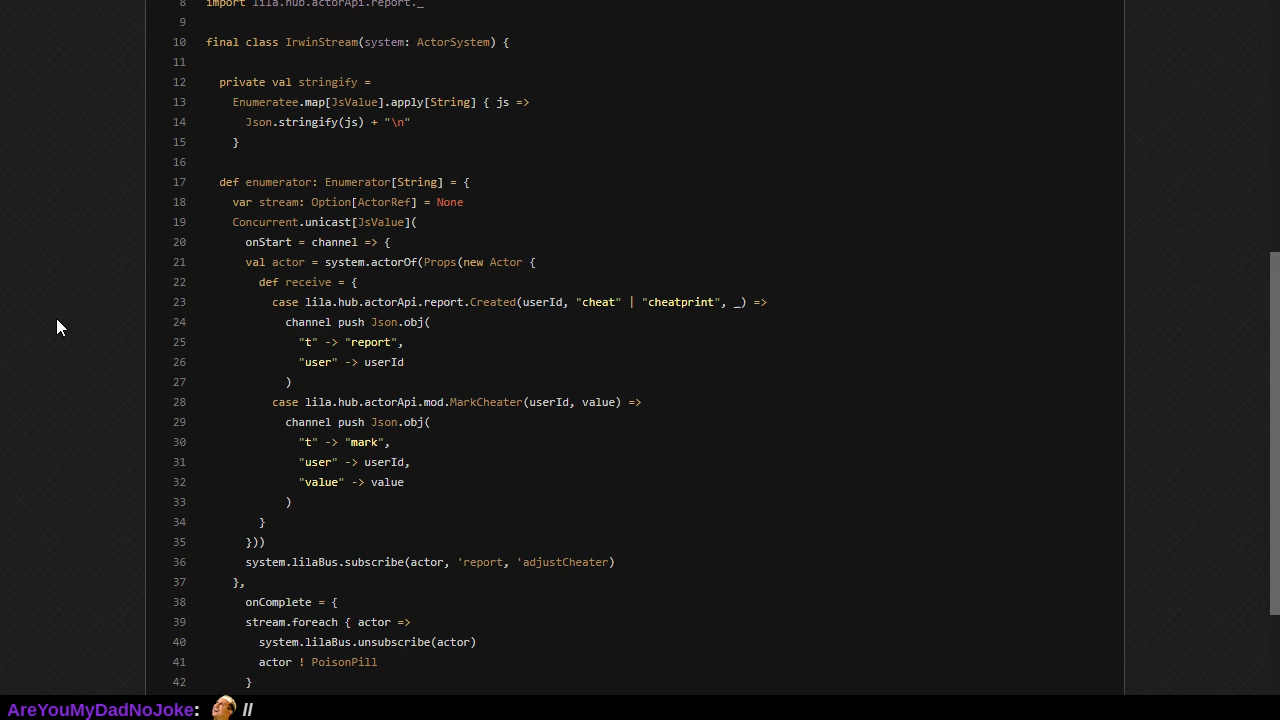 8 import lila.hub.actorApi.report._
9
10 final class IrwinStream(system: ActorSystem) {
11
12 private val stringify =
13 Enumeratee.map[JsValue].apply[String] { js =>
14 Json.stringify(js) + "\n"
15 }
16
17 def enumerator: Enumerator[String] = {
18 var stream: Option[ActorRef] = None
19 Concurrent.unicast[JsValue](
20 onStart = channel => {
21 val actor = system.actorOf(Props(new Actor {
22 def receive = {
23 case lila.hub.actorApi.report.Created(userId, "cheat" | "cheatprint", _) =>
24 channel push Json.obj(
25 "t" -> "report",
26 "user" -> userId
27 )
28 case lila.hub.actorApi.mod.MarkCheater(userId, value) =>
29 channel push Json.obj(
30 "t" -> "mark",
31 "user" -> userId,
32 "value" -> value
33 )
34 }
35 }))
36 system.lilaBus.subscribe(actor, 'report, 'adjustCheater)
37 },
38 onComplete = {
39 stream.foreach { actor =>
40 system.lilaBus.unsubscribe(actor)
41 actor ! PoisonPill
42 }
AreYouMyDadNoJoke: //